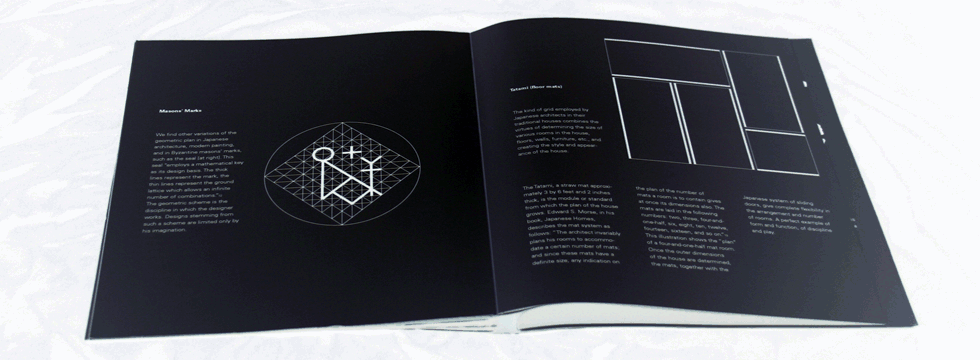 Masons' Marks
We find other variations of the
geometric plan in Japanese
architecture, modern painting,
and in Byzantine masons' marks,
such as the seal (at right). This
seal "employs a mathematical key
as its design basis. The thick
lines represent the mark, the
thin lines represent the ground
lattice which allows an infinite
number of combinations."
The geometric scheme is the
discipline in which the designer
works. Designs stemming from
such a scheme are limited only by
his imagination.
Tatami (floor mats)
The kind of grid employed by
Japanese architects in their
traditional houses combines the
virtues of determining the size of
various rooms in the house,
floors, walls, furniture, etc., and
creating the style and appear-
ance of the house.
The Tatami, a straw mat approxi-
mately 3 by 6 feet and 2 inches
thick, is the module or standard
from which the plan of the house
grows. Edward S. Morse, in his
book, Japanese Homes,
describes the mat system as
follows. "The architect invariably
plans his rooms to accommo-
date a certain number of mats,
and since these mats have a
definite size, any indication on
the plan of the number of
mats a room is to contain gives
at once its dimensions also. The
mats are laid in the following
numbers: two, three, four-and-
one-half, six, eight, ten, twelve,
fourteen, sixteen, and so on".
This illustration shows the "plan"
of a four-and-one-half mat room.
Once the outer dimensions
of the house are determined,
the mats, together with the
Japanese system of sliding
doors, give complete flexibility in
the arrangement and number
of rooms. A perfect example of
form and function, of discipline
and play.